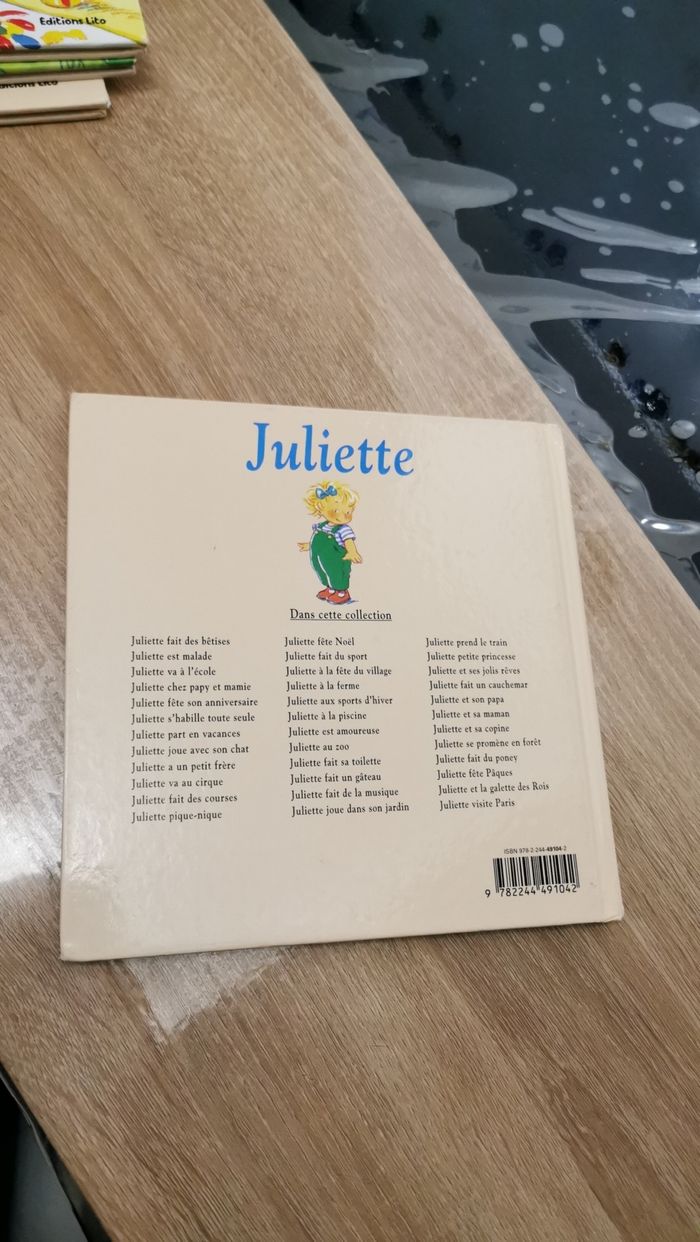 Editions Lito
Juliette
Dans cette collection
Juliette fait des bêtises
Juliette est malade
Juliette va à l'école
Juliette chez papy et mamie
Juliette fête son anniversaire
Juliette s'habille toute seule
Juliette part en vacances
Juliette joue avec son chat
Juliette a un petit frère
Juliette va au cirque
Juliette fait des courses
Juliette pique-nique
Juliette fête Noël
Juliette fait du sport
Juliette à la fête du village
Juliette à la ferme
Juliette aux sports d'hiver
Juliette à la piscine
Juliette est amoureuse
Juliette au zoo
Juliette fait sa toilette
Juliette fait un gâteau
Juliette fait de la musique
Juliette joue dans son jardin
Juliette prend le train
Juliette petite princesse
Juliette et ses jolis rêves
Juliette fait un cauchemar
Juliette et son papa
Juliette et sa maman
Juliette et sa copine
Juliette se promène en forêt
Juliette fait du poney
Juliette fête Pâques
Juliette et la galette des Rois
Juliette visite Paris
ISBN 978-2-244-49104-2
9 782244 491042